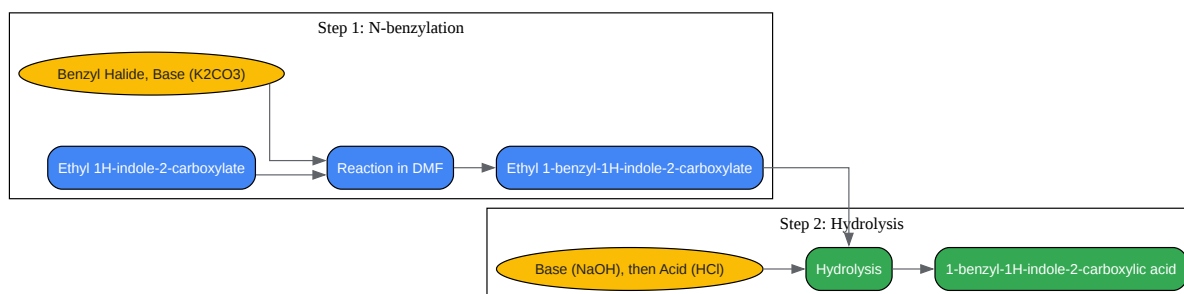 Step 1: N-benzylation
Benzyl Halide, Base (K2CO3)
Ethyl 1H-indole-2-carboxylate
Reaction in DMF
Ethyl 1-benzyl-1H-indole-2-carboxylate
Step 2: Hydrolysis
Base (NaOH), then Acid (HCl)
Hydrolysis
1-benzyl-1H-indole-2-carboxylic acid